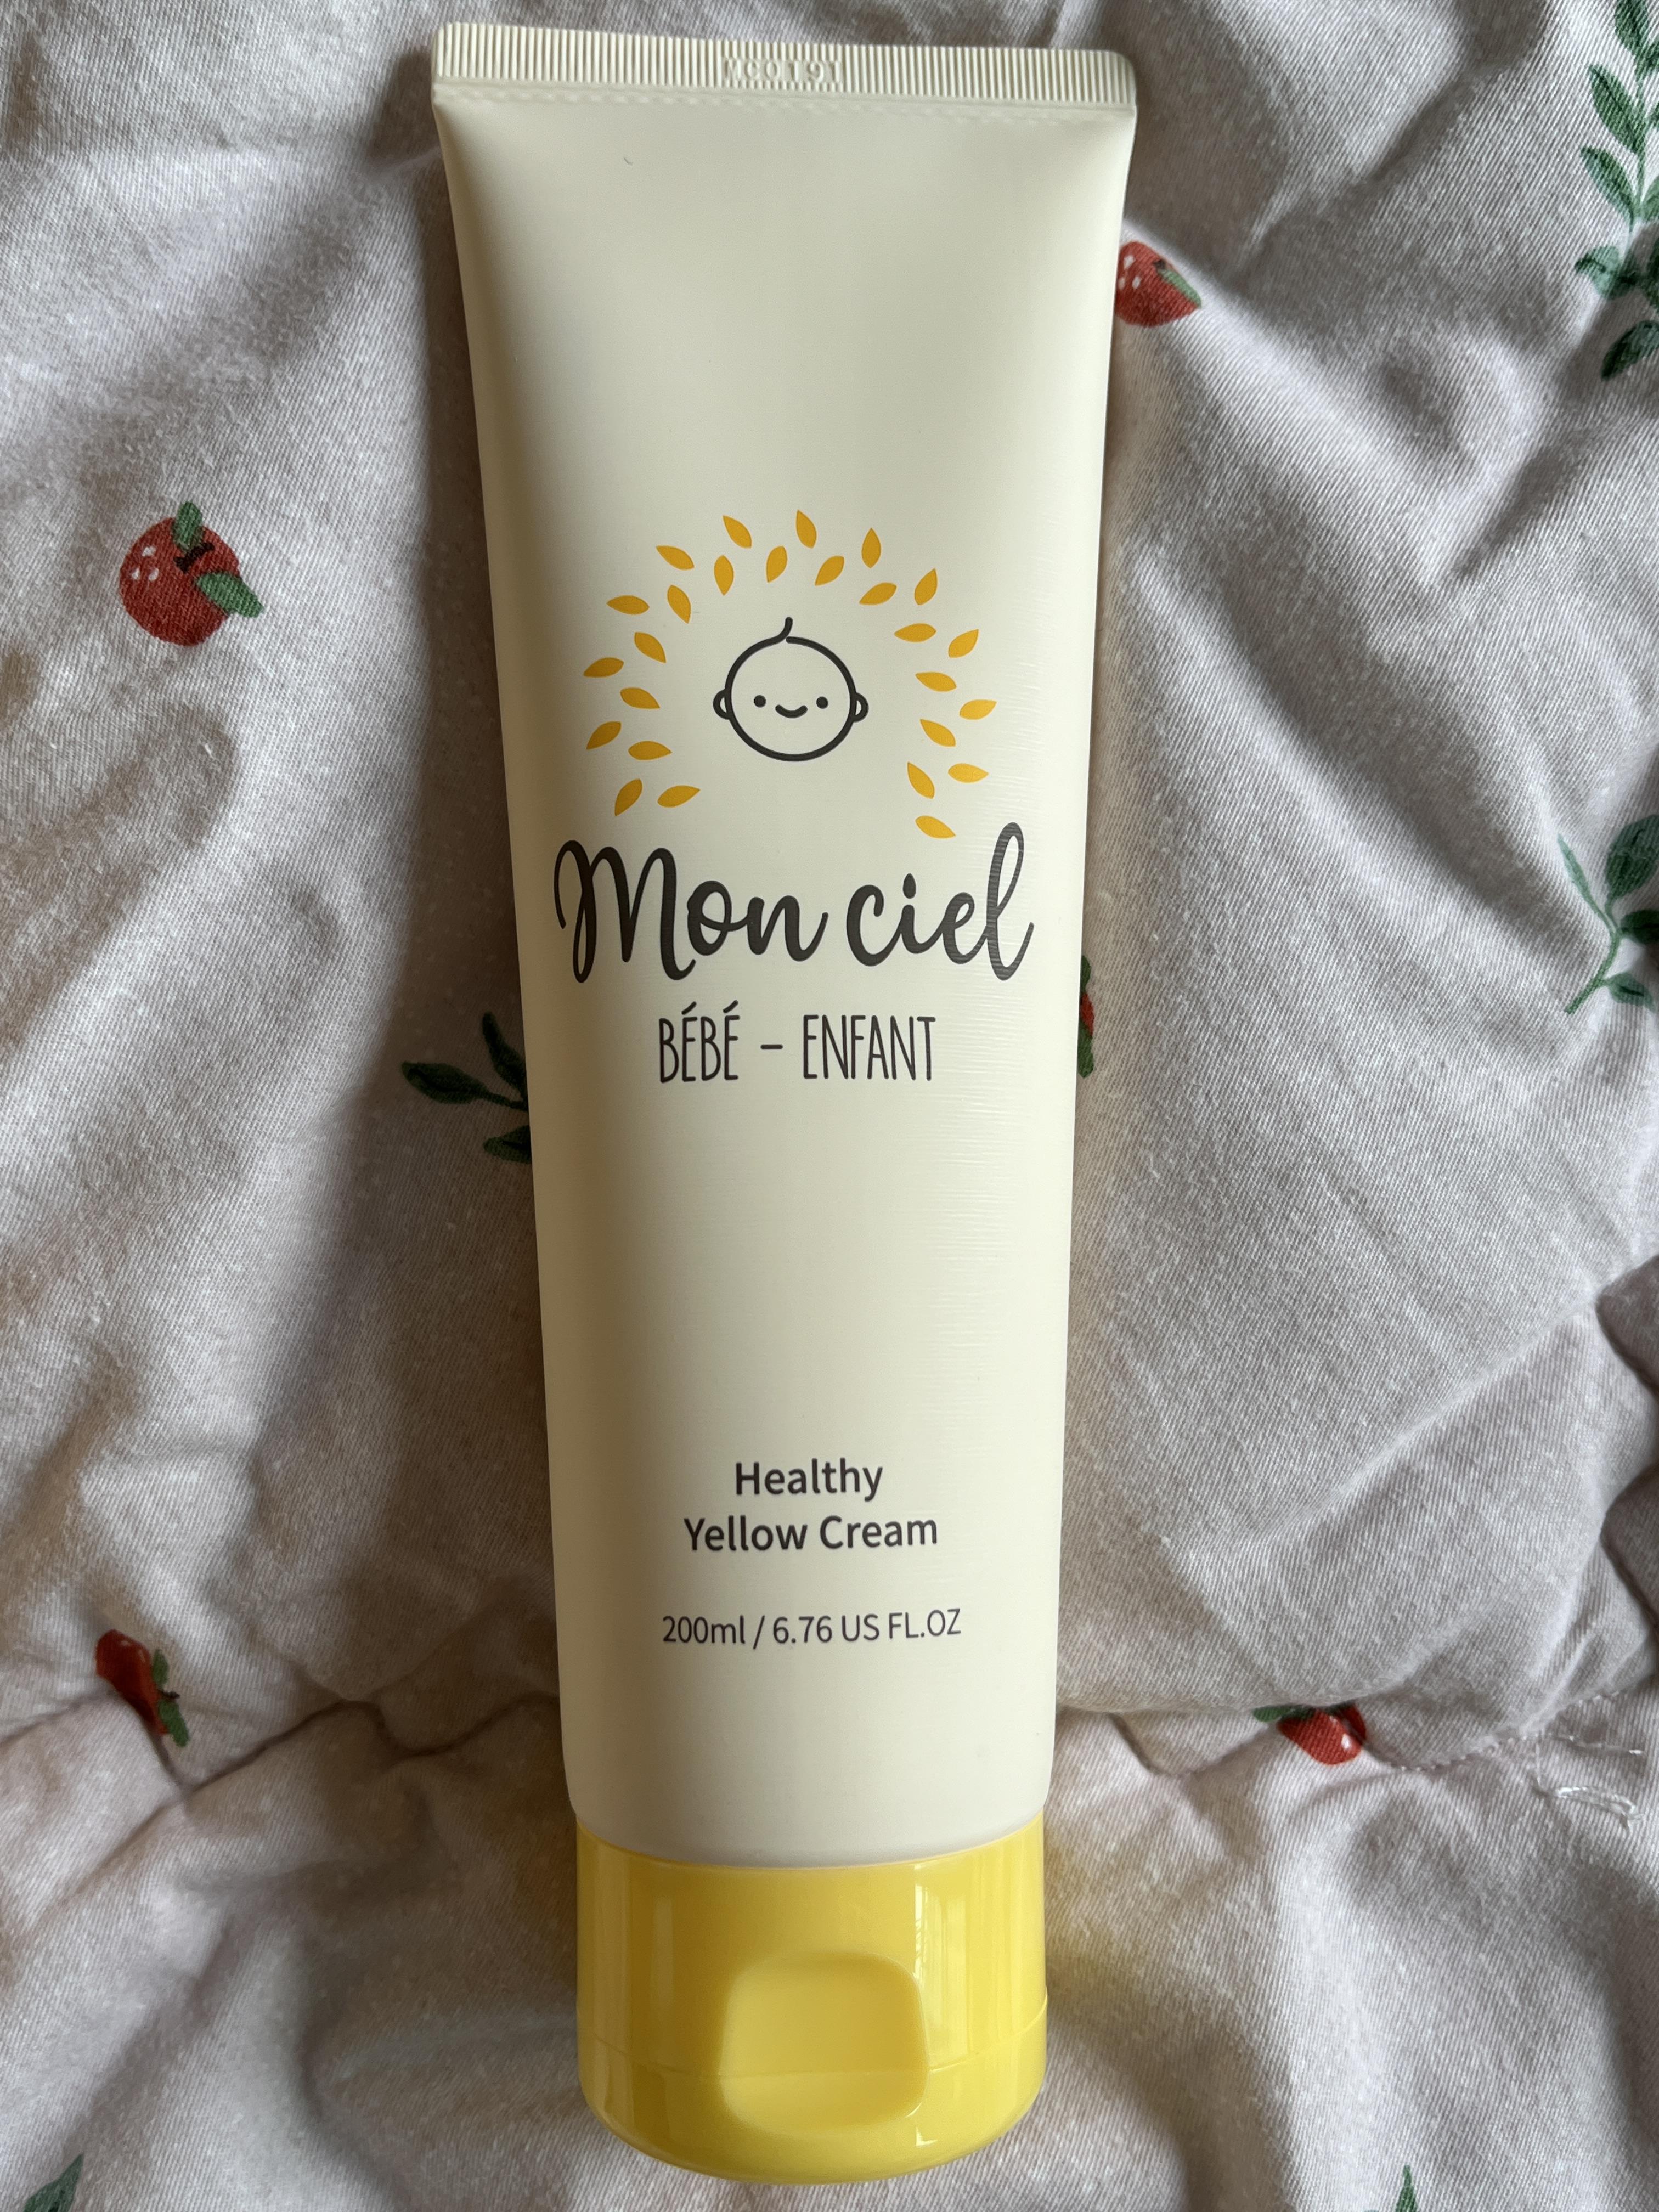 Mon ciel
BÉBÉ - ENFANT
Healthy
Yellow Cream
200ml / 6.76 US FL.OZ